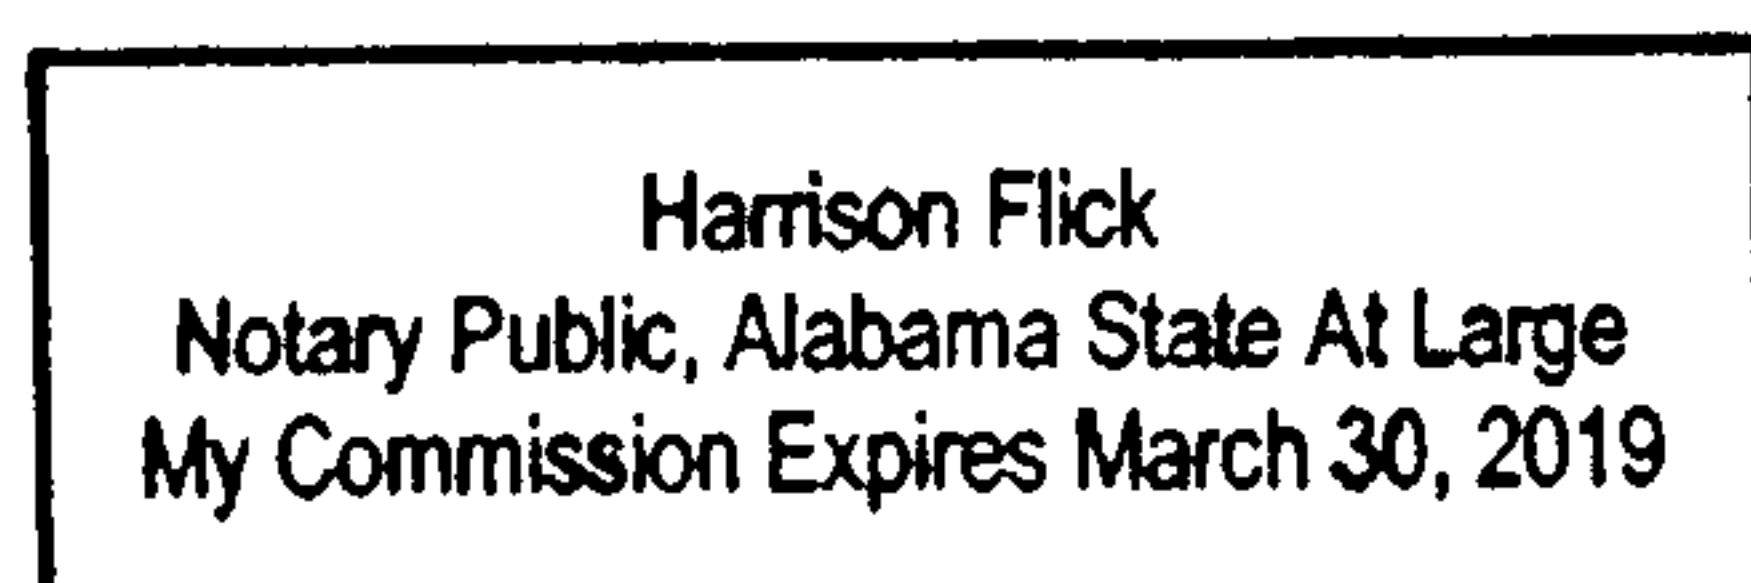 Harrison Flick
Notary Public, Alabama State At Large
My Commission Expires March 30, 2019